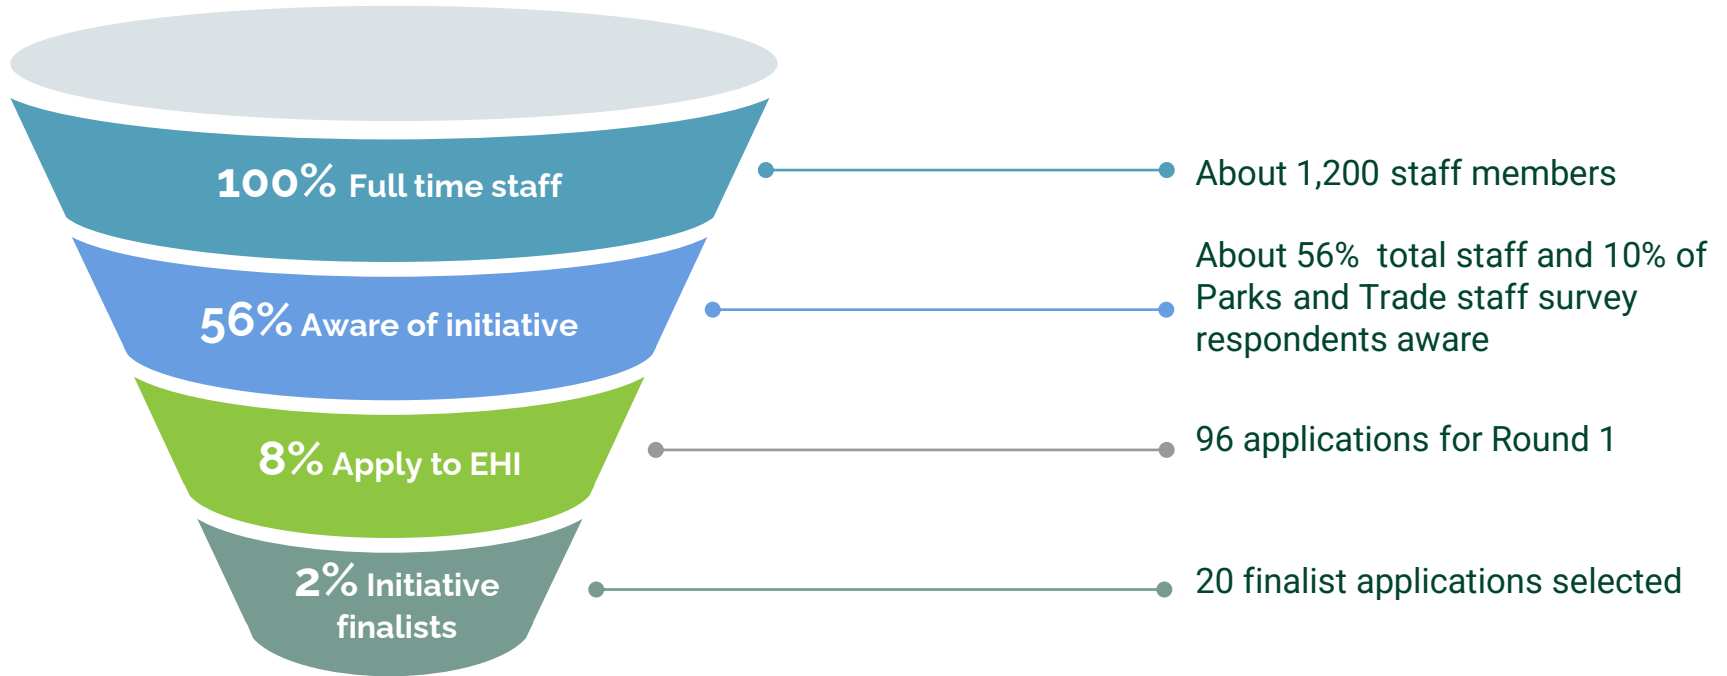 100% Full time staff
About 1,200 staff members
56% Aware of initiative
About 56% total staff and 10% of
Parks and Trade staff survey
respondents aware
8% Apply to EHI
96 applications for Round 1
2% Initiative
finalists
20 finalist applications selected